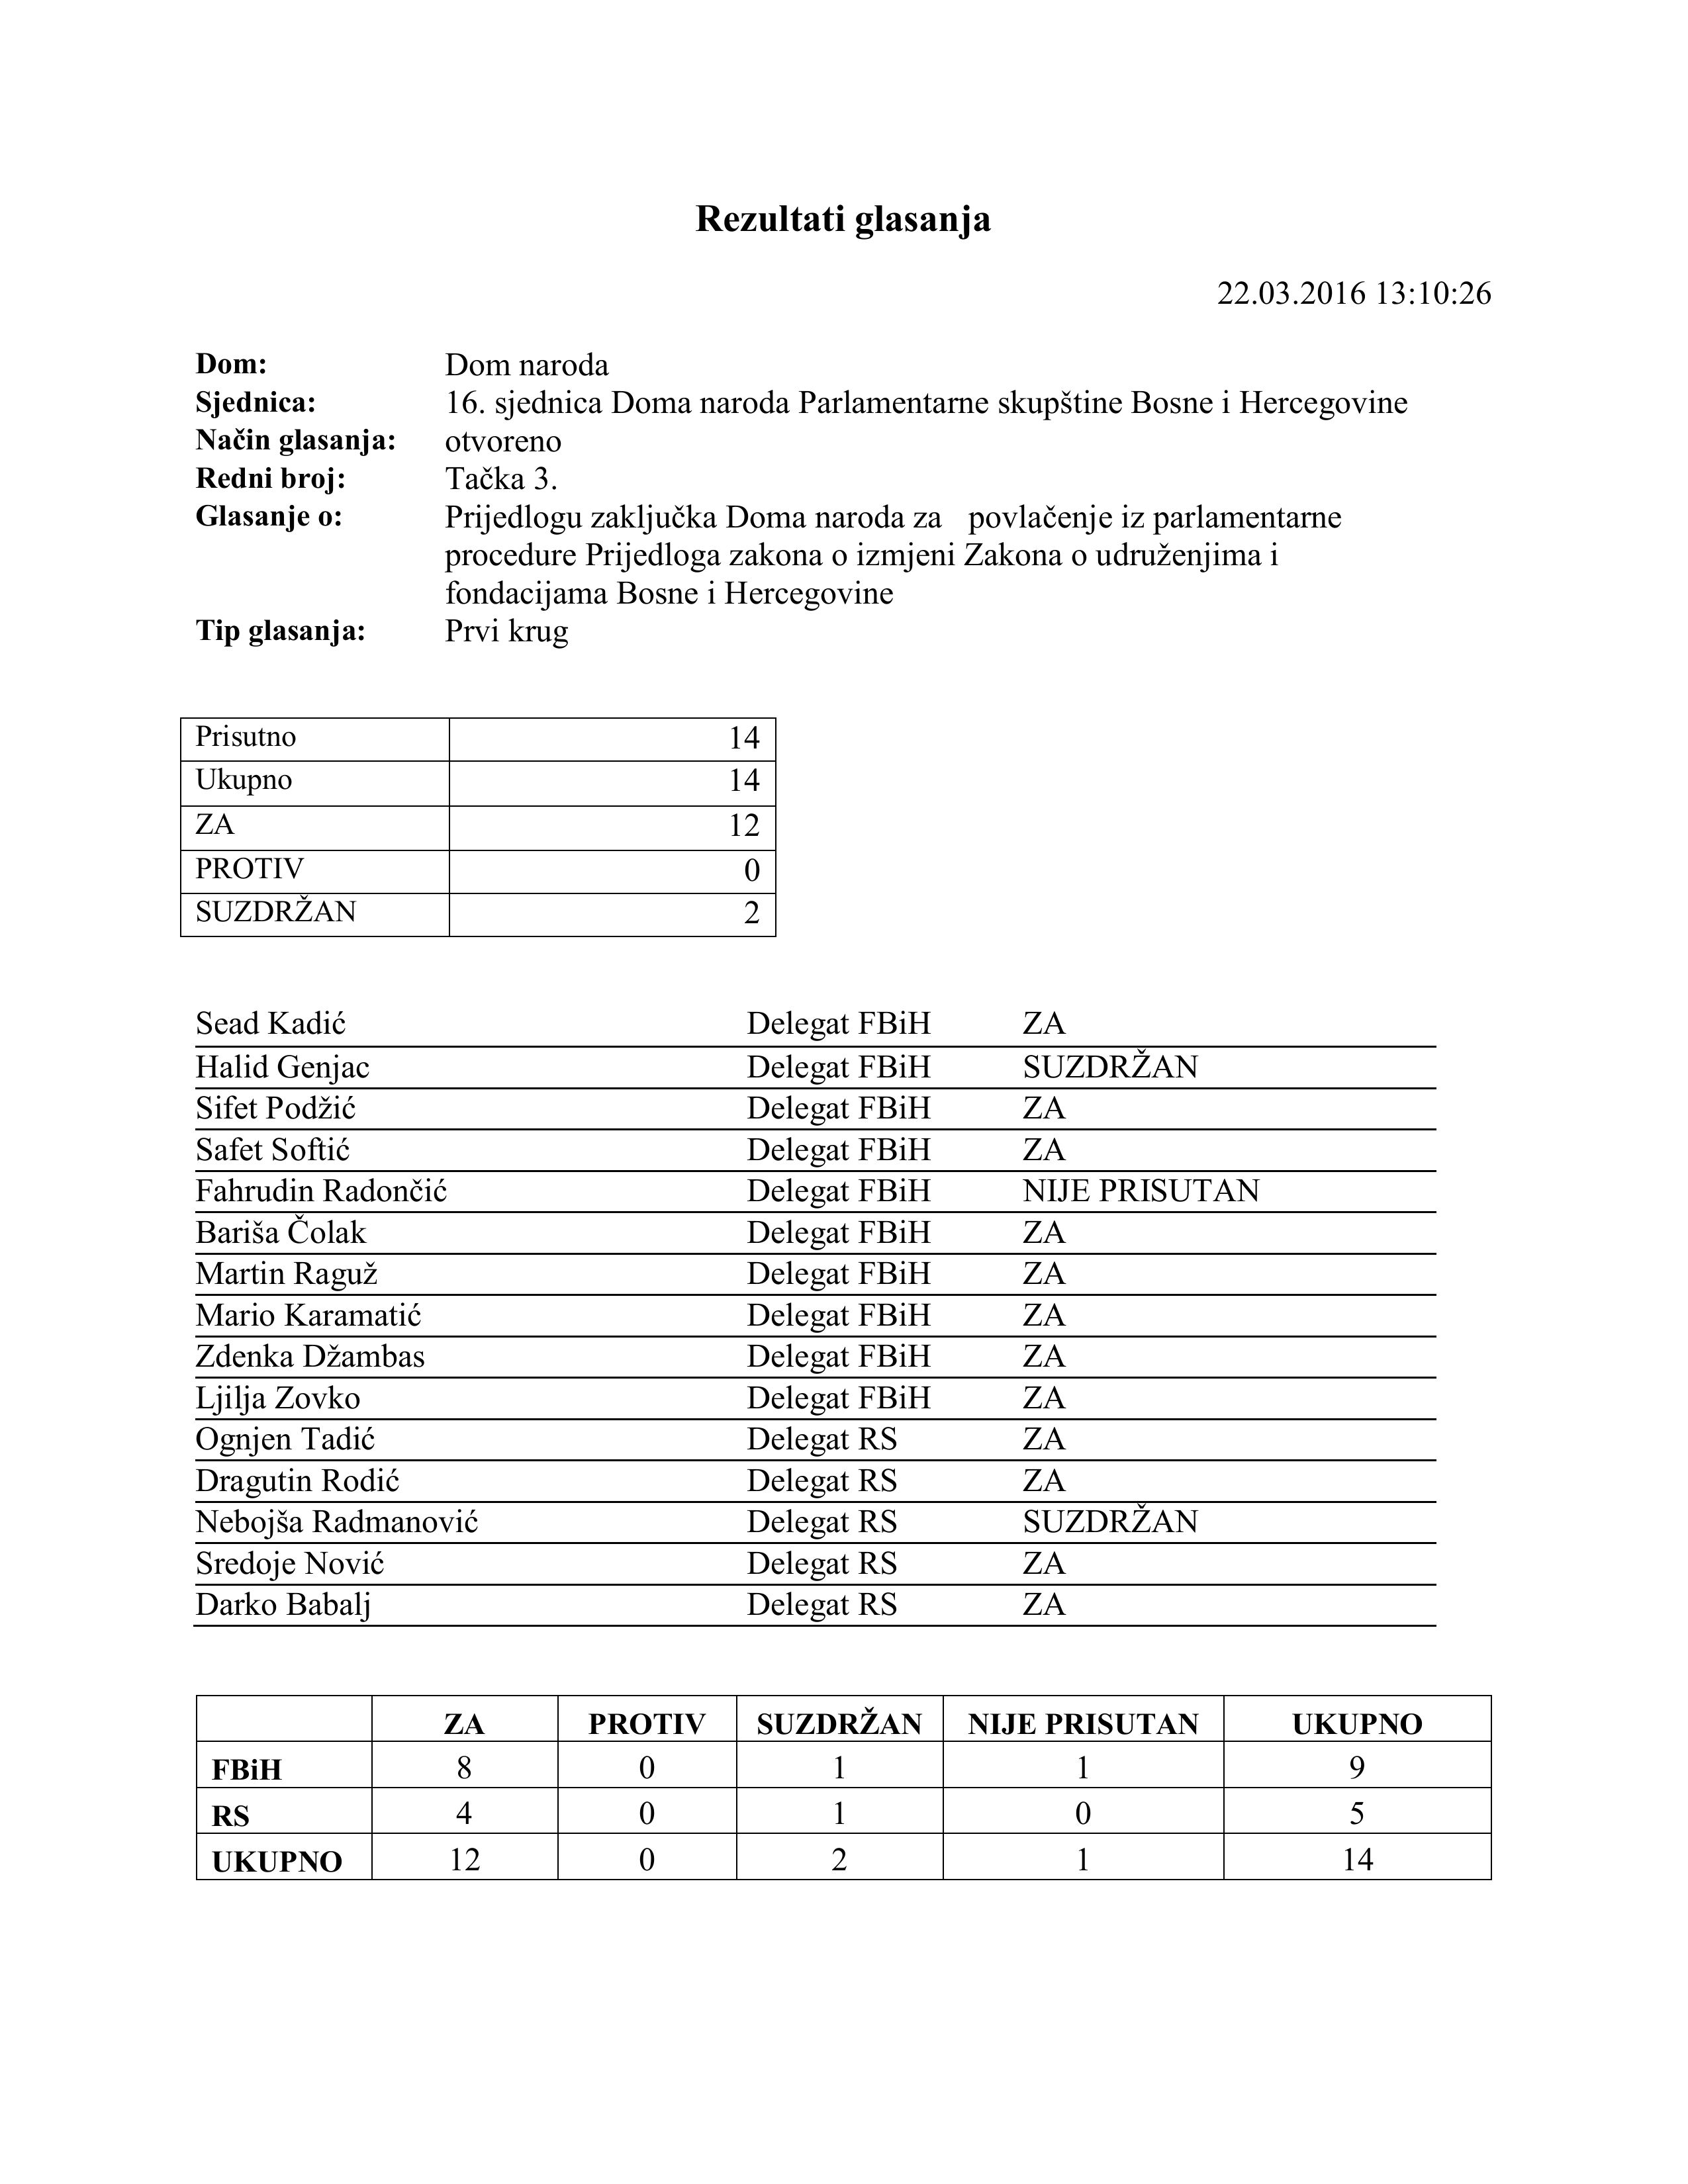 Rezultati glasanja
22.03.2016 13:10:26
Dom: Dom naroda
Sjednica: 16. sjednica Doma naroda Parlamentarne skupštine Bosne i Hercegovine
Način glasanja: otvoreno
Redni broj: Tačka 3.
Glasanje o: Prijedlogu zaključka Doma naroda za povlačenje iz parlamentarne
procedure Prijedloga zakona o izmjeni Zakona o udruženjima i
fondacijama Bosne i Hercegovine
Tip glasanja: Prvi krug
Prisutno 14
Ukupno 14
ZA 12
PROTIV 0
SUZDRŽAN 2
Sead Kadić Delegat FBiH ZA
Halid Genjac Delegat FBiH SUZDRŽAN
Sifet Podžić Delegat FBiH ZA
Safet Softić Delegat FBiH ZA
Fahrudin Radončić Delegat FBiH NIJE PRISUTAN
Bariša Čolak Delegat FBiH ZA
Martin Raguž Delegat FBiH ZA
Mario Karamatić Delegat FBiH ZA
Zdenka Džambas Delegat FBiH ZA
Ljilja Zovko Delegat FBiH ZA
Ognjen Tadić Delegat RS ZA
Dragutin Rodić Delegat RS ZA
Nebojša Radmanović Delegat RS SUZDRŽAN
Sredoje Nović Delegat RS ZA
Darko Babalj Delegat RS ZA
ZA PROTIV SUZDRŽAN NIJE PRISUTAN UKUPNO
FBiH 8 0 1 1 9
RS 4 0 1 0 5
UKUPNO 12 0 2 1 14